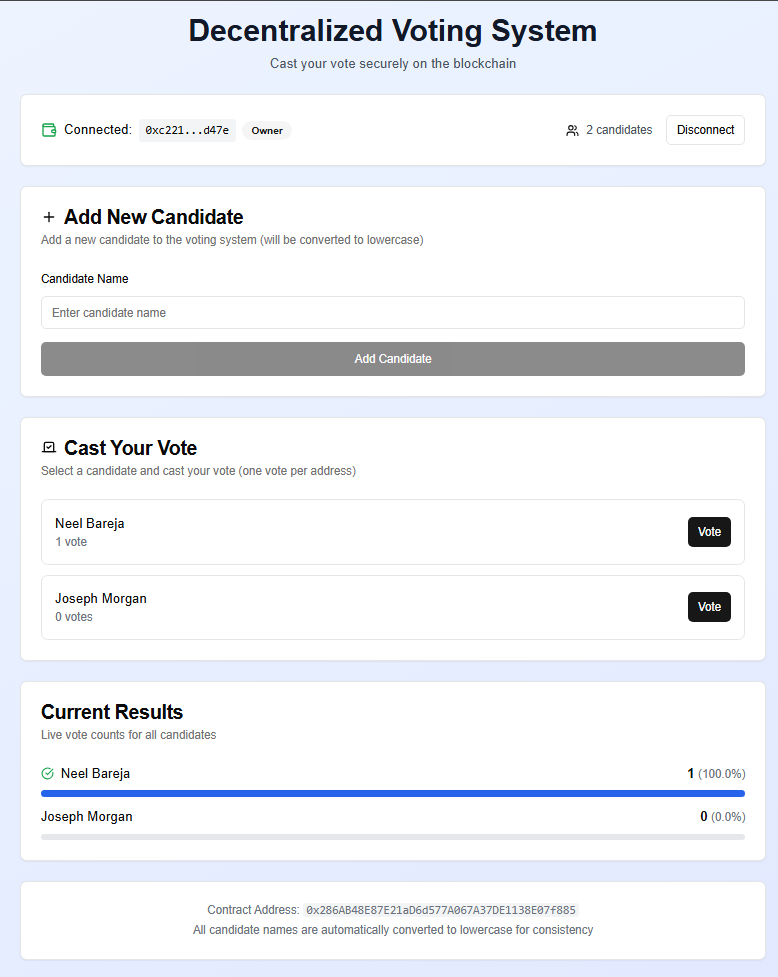 Decentralized Voting System
Cast your vote securely on the blockchain
Connected: 0xc221...d47e Owner 2 candidates Disconnect
Add New Candidate
Add a new candidate to the voting system (will be converted to lowercase)
Candidate Name
Enter candidate name
Add Candidate
Cast Your Vote
Select a candidate and cast your vote (one vote per address)
Neel Bareja
1 vote
Vote
Joseph Morgan
0 votes
Vote
Current Results
Live vote counts for all candidates
Neel Bareja 1 (100.0%)
Joseph Morgan 0 (0.0%)
Contract Address: 0x286AB48E87E21aD6d577A067A37DE1138E07f885
All candidate names are automatically converted to lowercase for consistency